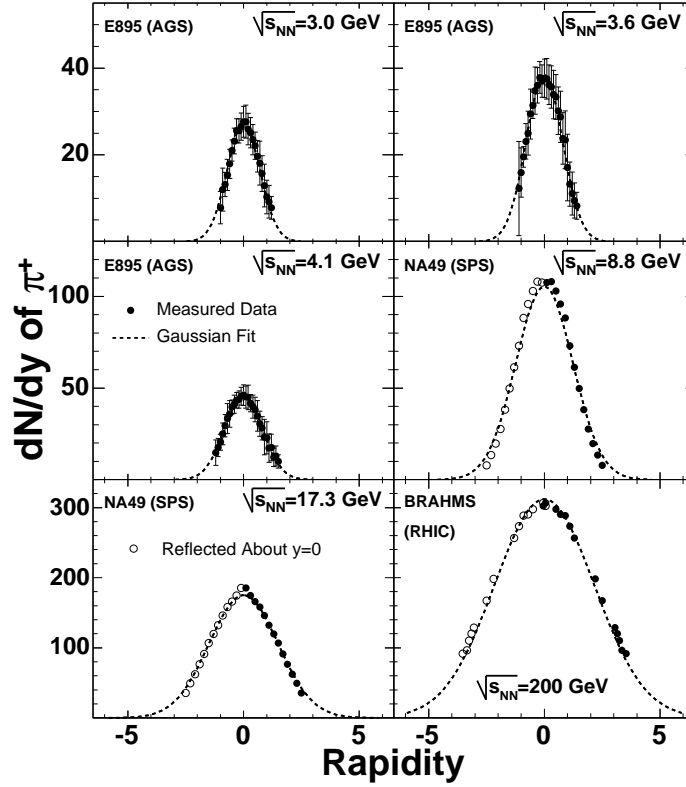 E895 (AGS) √sNN=3.0 GeV
E895 (AGS) √sNN=3.6 GeV
40
20
E895 (AGS) √sNN=4.1 GeV
NA49 (SPS) √sNN=8.8 GeV
100
50
Measured Data
Gaussian Fit
dN/dy of π+
NA49 (SPS) √sNN=17.3 GeV
BRAHMS
(RHIC)
300
200
100
Reflected About y=0
√sNN=200 GeV
-5 0 5 -5 0 5
Rapidity